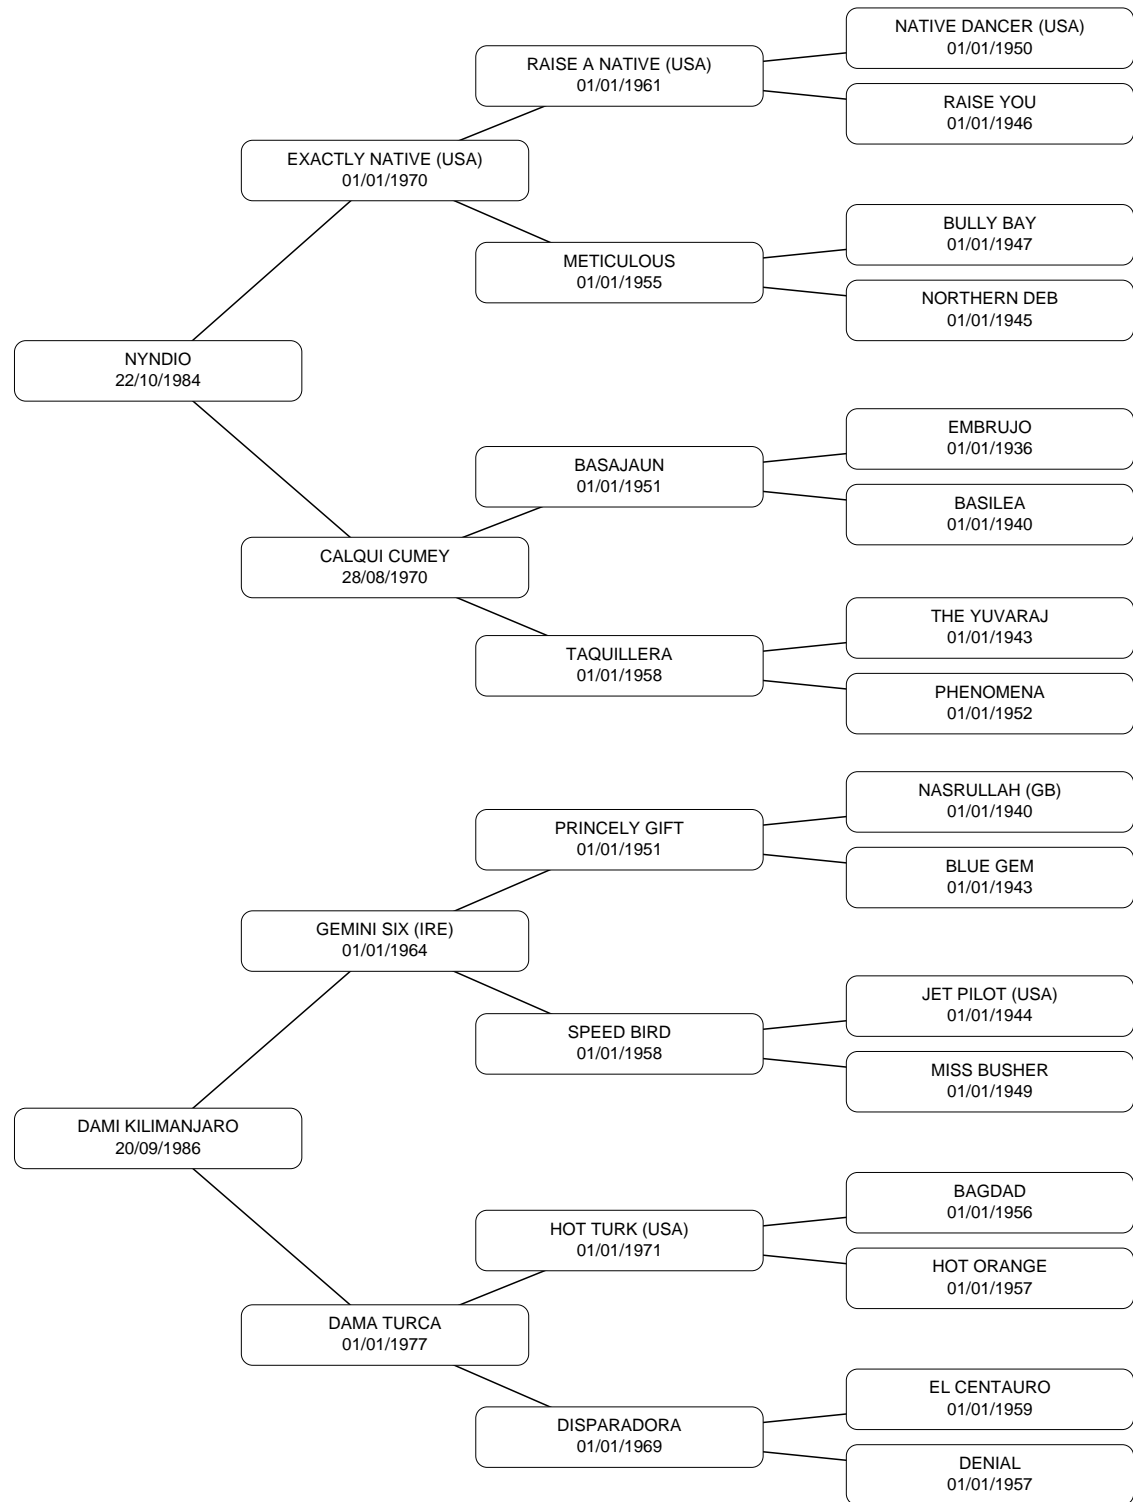 NATIVE DANCER (USA)
01/01/1950
RAISE A NATIVE (USA)
01/01/1961
RAISE YOU
01/01/1946
EXACTLY NATIVE (USA)
01/01/1970
BULLY BAY
01/01/1947
METICULOUS
01/01/1955
NORTHERN DEB
01/01/1945
NYNDIO
22/10/1984
EMBRUJO
01/01/1936
BASAJAUN
01/01/1951
BASILEA
01/01/1940
CALQUI CUMEY
28/08/1970
THE YUVARAJ
01/01/1943
TAQUILLERA
01/01/1958
PHENOMENA
01/01/1952
NASRULLAH (GB)
01/01/1940
PRINCELY GIFT
01/01/1951
BLUE GEM
01/01/1943
GEMINI SIX (IRE)
01/01/1964
JET PILOT (USA)
01/01/1944
SPEED BIRD
01/01/1958
MISS BUSHER
01/01/1949
DAMI KILIMANJARO
20/09/1986
BAGDAD
01/01/1956
HOT TURK (USA)
01/01/1971
HOT ORANGE
01/01/1957
DAMA TURCA
01/01/1977
EL CENTAURO
01/01/1959
DISPARADORA
01/01/1969
DENIAL
01/01/1957